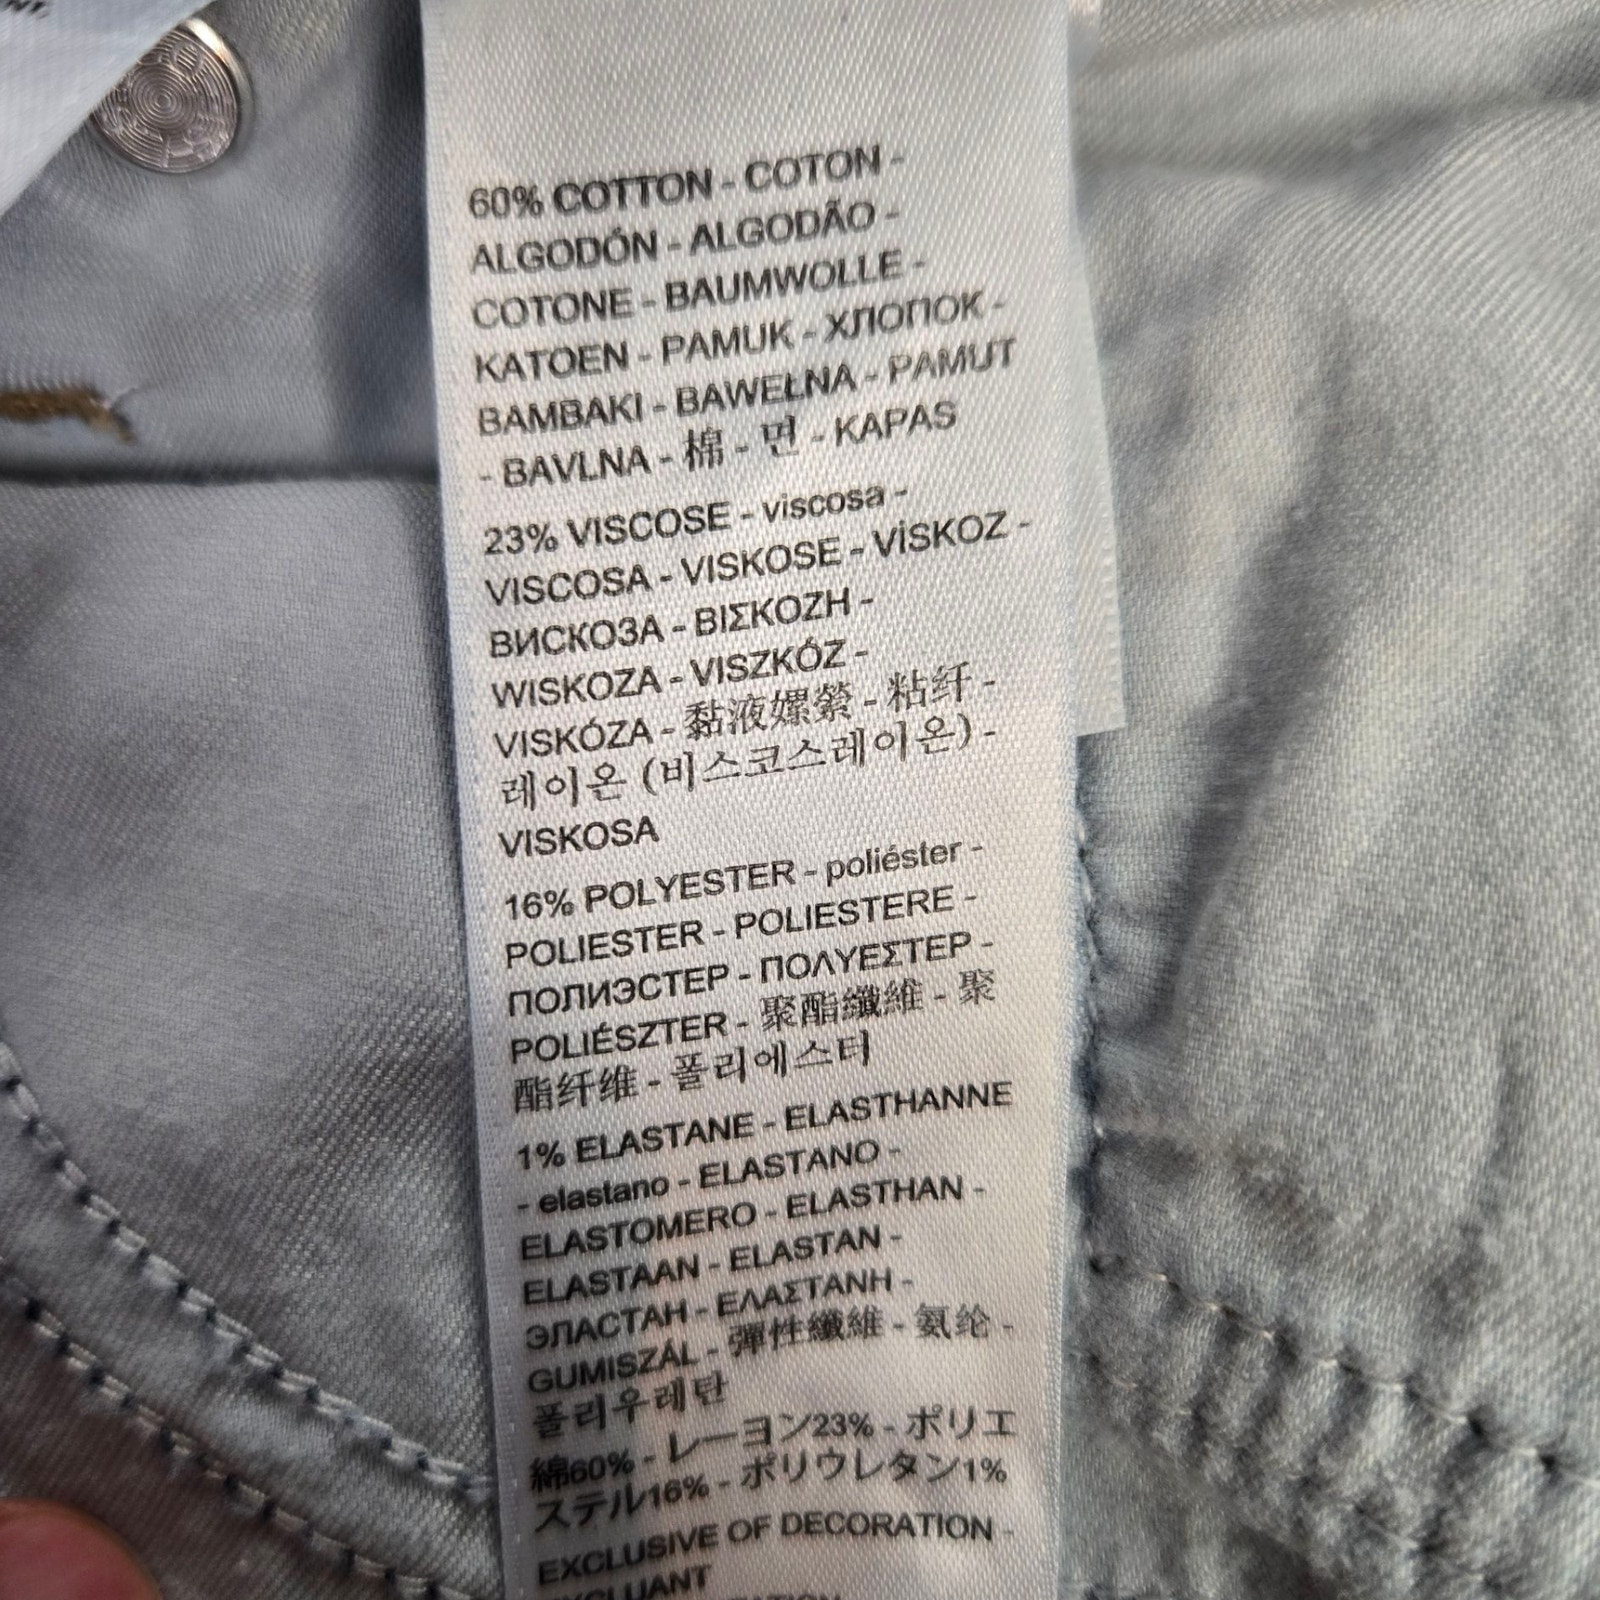 60% COTTON - COTON -
ALGODÓN - ALGODÃO -
COTONE - BAUMWOLLE -
KATOEN - PAMUK - ХЛОПОК -
BAMBAKI - BAWEŁNA - PAMUT
- BAVLNA - 棉 - 면 - KAPAS
23% VISCOSE - viscosa -
VISCOSA - VISKOSE - VİSKOZ -
ВИСКОЗА - ΒΙΣΚΟΖΗ -
WISKOZA - VISZKÓZ -
VISKÓZA - 黏液嫘縈 - 粘纤 -
레이온 (비스코스레이온) -
VISKOSA
16% POLYESTER - poliéster -
POLIESTER - POLIESTERE -
ПОЛИЭСТЕР - ΠΟΛΥΕΣΤΕΡ -
POLIÉSZTER - 聚酯纖維 - 聚
酯纤维 - 폴리에스터
1% ELASTANE - ELASTHANNE
- elastano - ELASTANO -
ELASTOMERO - ELASTHAN -
ELASTAAN - ELASTAN -
ЭЛАСТАН - ΕΛΑΣΤΑΝΗ -
GUMISZÁL - 彈性纖維 - 氨纶 -
폴리우레탄
綿60% - レーヨン23% - ポリエ
ステル16% - ポリウレタン1%
EXCLUSIVE OF DECORATION -
EXCLUANT